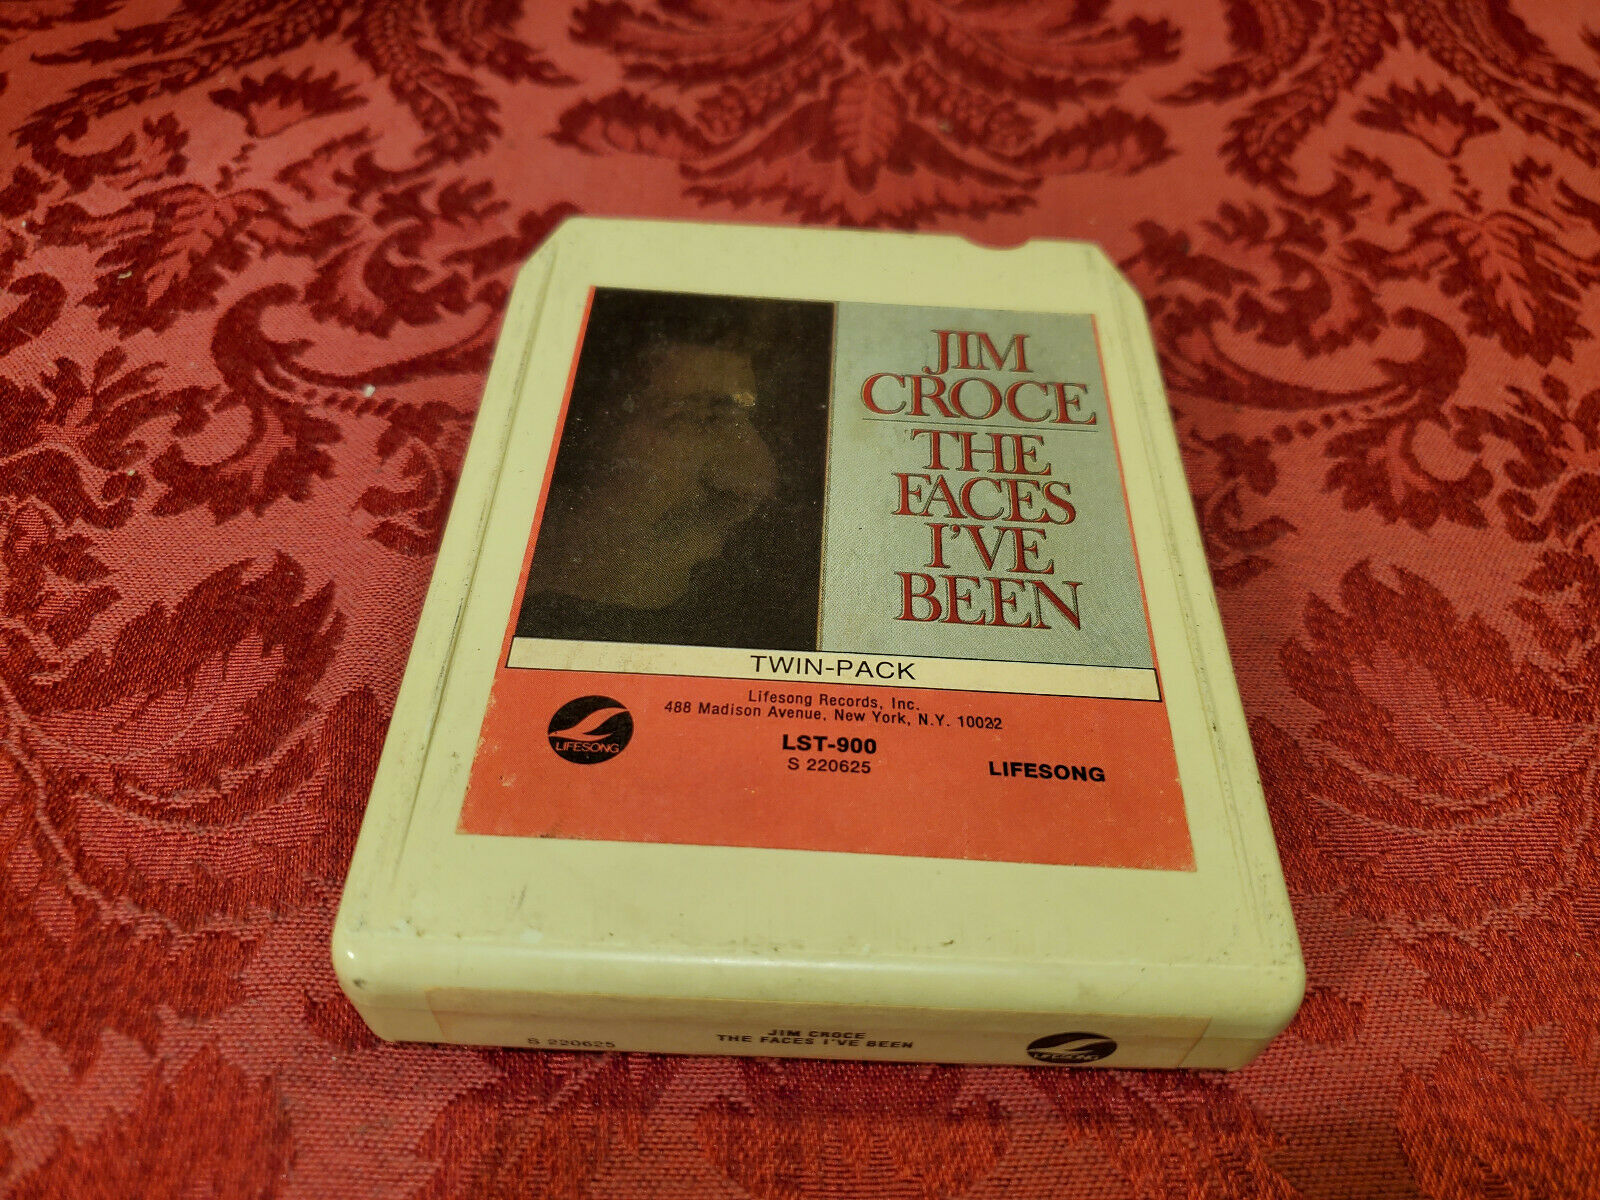 JIM
CROCE
THE
FACES
I'VE
BEEN
TWIN-PACK
Lifesong Records, Inc.
488 Madison Avenue, New York, N.Y. 10022
LIFESONG
LST-900
S 220625
LIFESONG
S 220625
JIM CROCE
THE FACES I'VE BEEN
LIFESONG